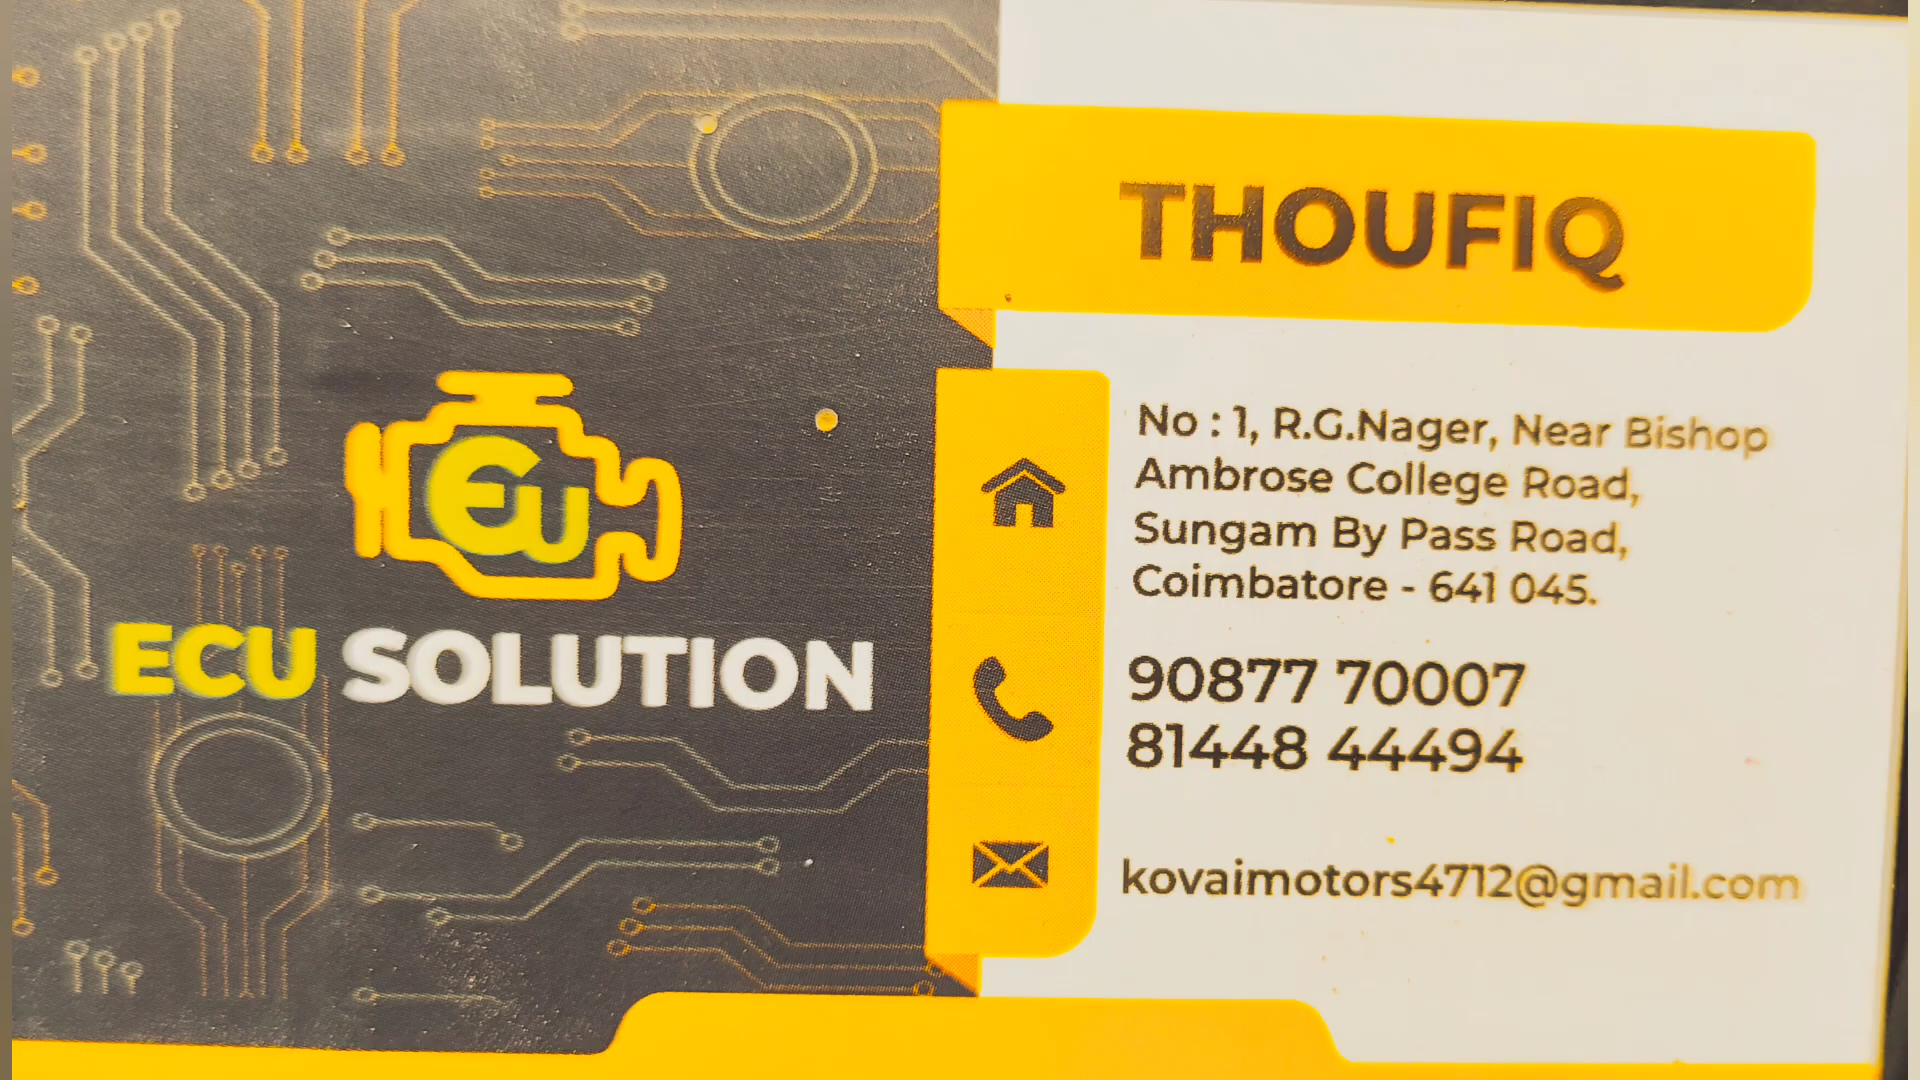 ECU
ECU SOLUTION
THOUFIQ
No : 1, R.G.Nager, Near Bishop
Ambrose College Road,
Sungam By Pass Road,
Coimbatore - 641 045.
90877 70007
81448 44494
kovaimotors4712@gmail.com